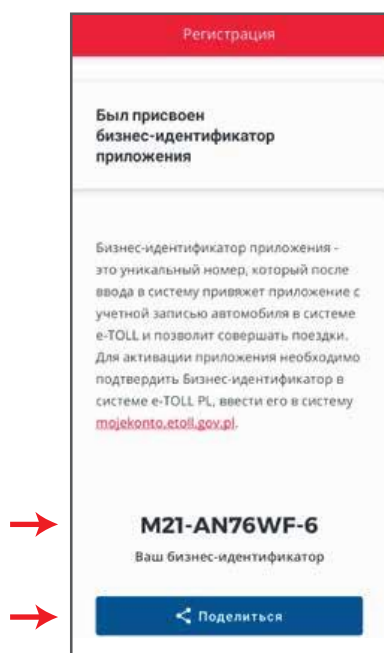 Регистрация
Был присвоен
бизнес-идентификатор
приложения
Бизнес-идентификатор приложения -
это уникальный номер, который после
ввода в систему привяжет приложение с
учетной записью автомобиля в системе
e-TOLL и позволит совершать поездки.
Для активации приложения необходимо
подтвердить Бизнес-идентификатор в
системе e-TOLL PL, ввести его в систему
mojekonto.etoll.gov.pl.
M21-AN76WF-6
Ваш бизнес-идентификатор
Поделиться